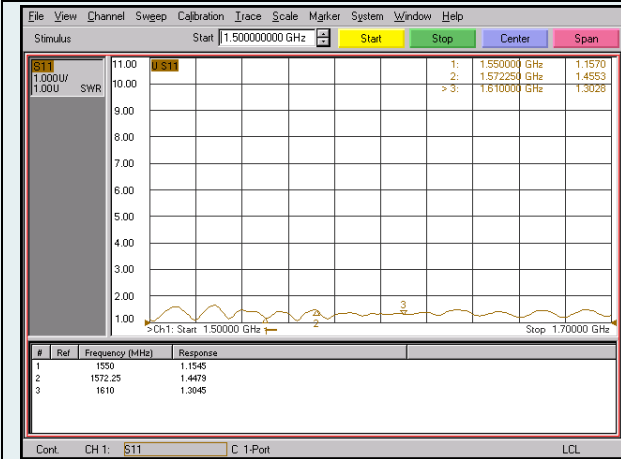 File View Channel Sweep Calibration Trace Scale Marker System Window Help
Stimulus Start 1.500000000 GHz Start Stop Center Span
S11
1.000U/
1.00U SWR
11.00 U S11
10.00
9.00
8.00
7.00
6.00
5.00
4.00
3.00
2.00
1.00
1: 1.550000 GHz 1.1570
2: 1.572250 GHz 1.4553
> 3: 1.610000 GHz 1.3028
3
1
2
>Ch1: Start 1.50000 GHz Stop 1.70000 GHz
# Ref Frequency (MHz) Response
1 1550 1.1545
2 1572.25 1.4479
3 1610 1.3045
Cont. CH 1: S11 C 1-Port LCL